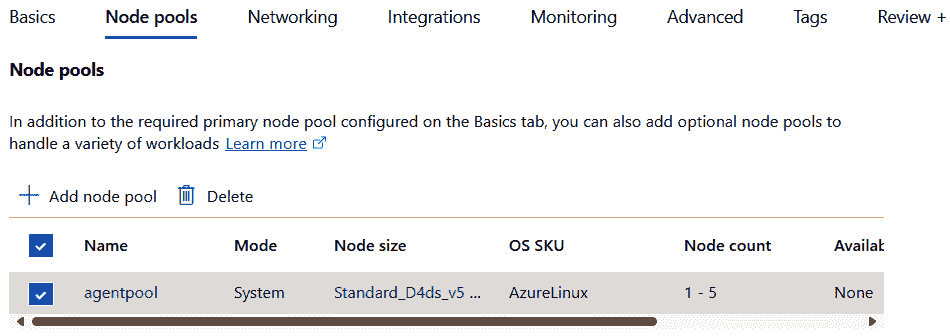 Basics Node pools Networking Integrations Monitoring Advanced Tags Review +
Node pools
In addition to the required primary node pool configured on the Basics tab, you can also add optional node pools to
handle a variety of workloads Learn more
Add node pool Delete
Name Mode Node size OS SKU Node count Availab
agentpool System Standard_D4ds_v5 ... AzureLinux 1 - 5 None